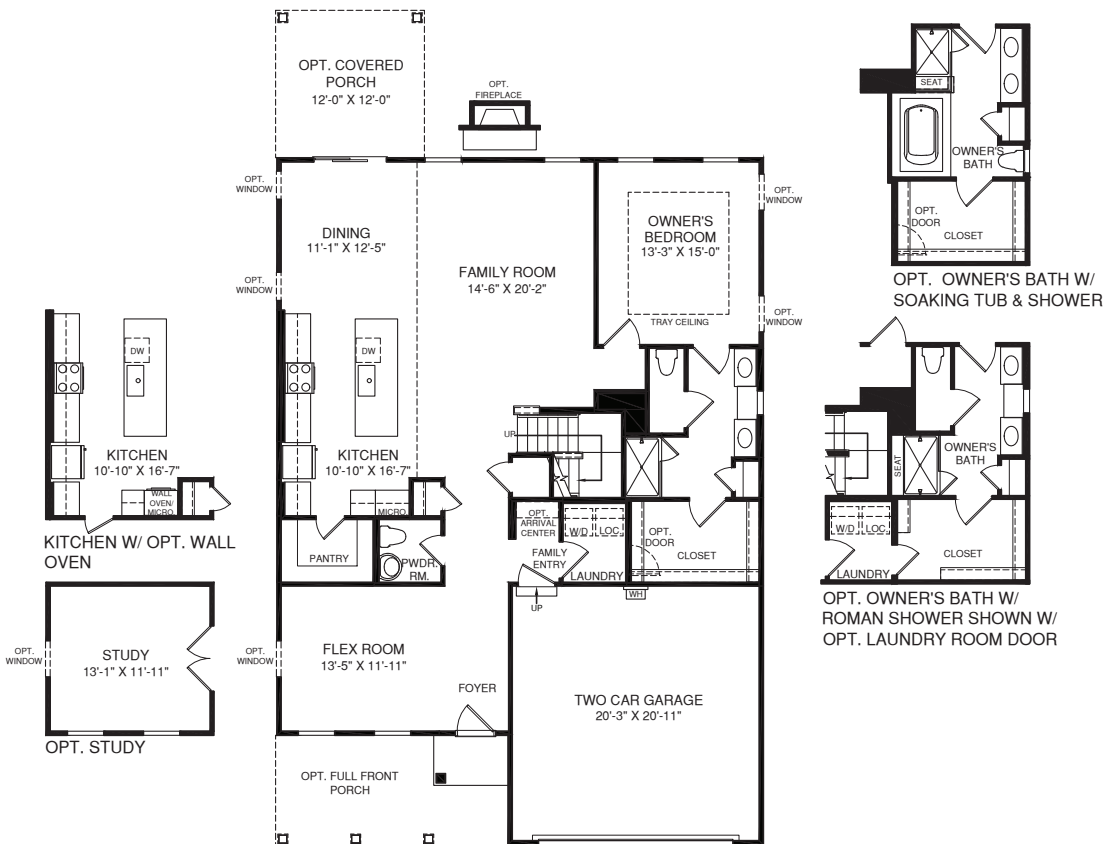 OPT. COVERED
PORCH
12'-0" X 12'-0"
OPT.
FIREPLACE
OPT.
WINDOW
DINING
11'-1" X 12'-5"
OPT.
WINDOW
FAMILY ROOM
14'-6" X 20'-2"
OWNER'S
BEDROOM
13'-3" X 15'-0"
TRAY CEILING
OPT.
WINDOW
OPT.
WINDOW
DW
KITCHEN
10'-10" X 16'-7"
MICRO.
UP
PANTRY
PWDR.
RM.
OPT.
ARRIVAL
CENTER
FAMILY
ENTRY
W/D
LOC.
LAUNDRY
OPT.
DOOR
CLOSET
UP
WH
OPT.
WINDOW
FLEX ROOM
13'-5" X 11'-11"
FOYER
TWO CAR GARAGE
20'-3" X 20'-11"
OPT. FULL FRONT
PORCH
DW
KITCHEN
10'-10" X 16'-7"
WALL
OVEN/
MICRO.
KITCHEN W/ OPT. WALL
OVEN
OPT.
WINDOW
STUDY
13'-1" X 11'-11"
OPT. STUDY
SEAT
OWNER'S
BATH
OPT.
DOOR
CLOSET
OPT. OWNER'S BATH W/
SOAKING TUB & SHOWER
SEAT
OWNER'S
BATH
W/D
LOC.
LAUNDRY
CLOSET
OPT. OWNER'S BATH W/
ROMAN SHOWER SHOWN W/
OPT. LAUNDRY ROOM DOOR